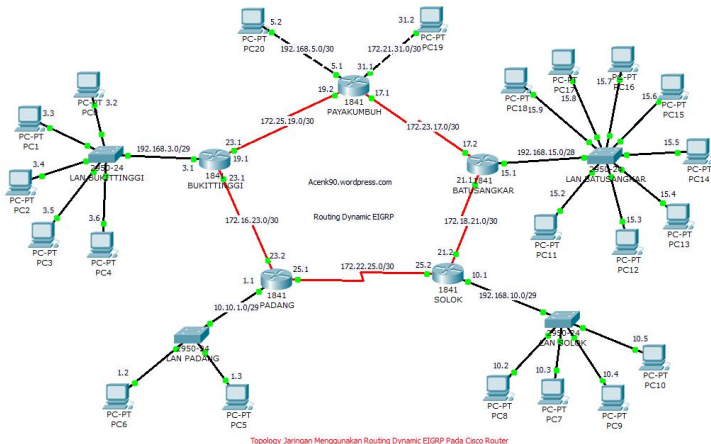 5.2
PC-PT
PC20
192.168.5.0/30
31.2
PC-PT
PC19
172.21.31.0/30
5.1
31.1
19.2
17.1
1841
PAYAKUMBUH
172.25.19.0/30
172.23.17.0/30
PC-PT
3.2
3.3
PC-PT
PC1
3.4
PC-PT
PC2
3.5
PC-PT
PC3
3.6
PC-PT
PC4
2950-24
LAN BUKITTINGGI
192.168.3.0/29
3.1
23.1
19.1
23.1
1841
BUKITTINGGI
Acenk90.wordpress.com
Routing Dynamic EIGRP
17.2
21.1
1841
BATUSANGKAR
15.1
192.168.15.0/28
2950-24
LAN BATUSANGKAR
PC-PT
PC18
15.9
PC-PT
PC17
15.8
PC-PT
PC16
15.7
PC-PT
PC15
15.6
15.5
PC-PT
PC14
15.4
PC-PT
PC13
15.3
PC-PT
PC12
15.2
PC-PT
PC11
172.16.23.0/30
172.18.21.0/30
23.2
25.1
1.1
1841
PADANG
172.22.25.0/30
21.2
25.2
10.1
1841
SOLOK
10.10.1.0/29
2950-24
LAN PADANG
1.2
PC-PT
PC6
1.3
PC-PT
PC5
192.168.10.0/29
2950-24
LAN SOLOK
10.2
PC-PT
PC8
10.3
PC-PT
PC7
10.4
PC-PT
PC9
10.5
PC-PT
PC10
Topology Jaringan Menggunakan Routing Dynamic EIGRP Pada Cisco Router